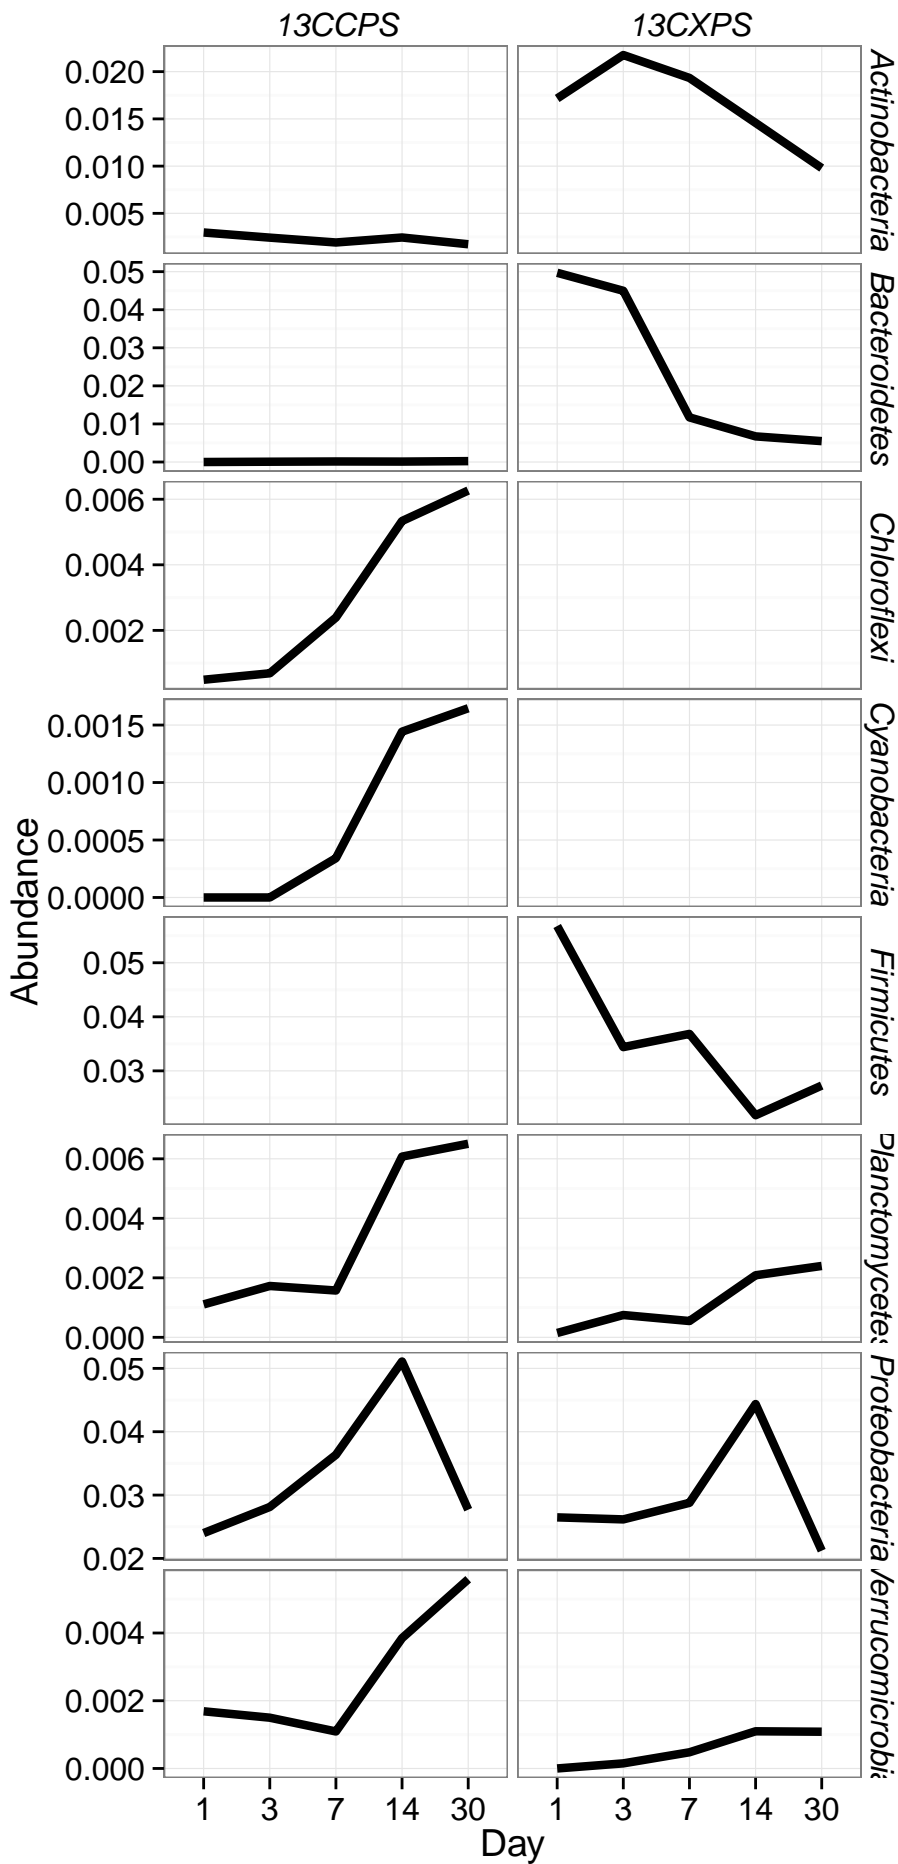 13CCPS 13CXPS
0.020
0.015
0.010
0.005
Actinobacteria
0.05
0.04
0.03
0.02
0.01
0.00
Bacteroidetes
0.006
0.004
0.002
Chloroflexi
0.0015
0.0010
0.0005
0.0000
Cyanobacteria
Abundance
0.05
0.04
0.03
Firmicutes
0.006
0.004
0.002
0.000
Planctomycetes
0.05
0.04
0.03
0.02
Proteobacteria
0.004
0.002
0.000
Verrucomicrobia
1 3 7 14 30 1 3 7 14 30
Day